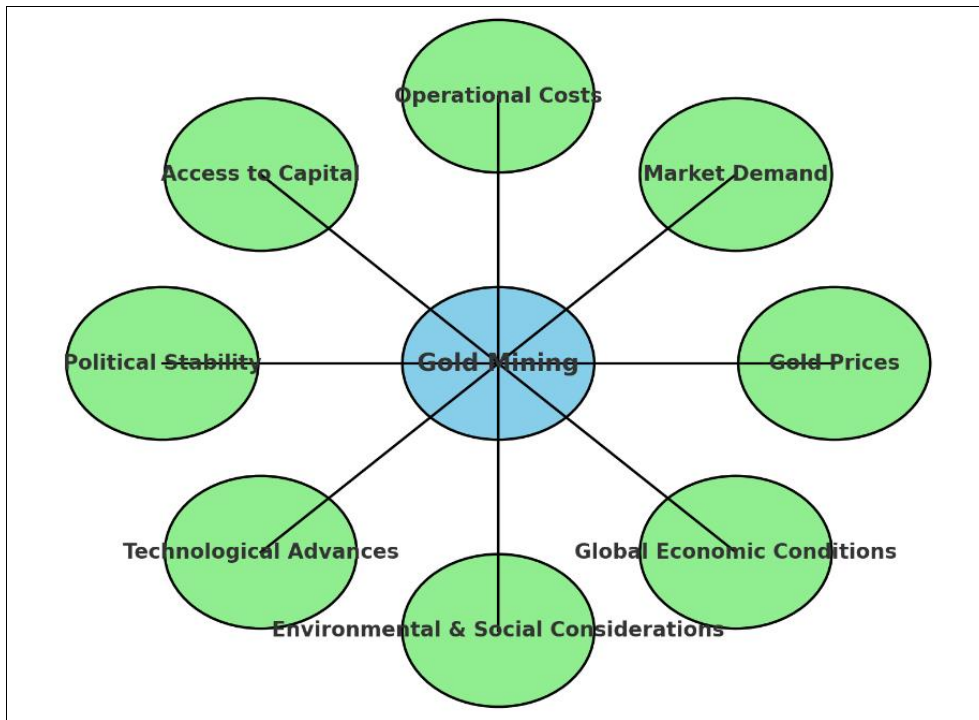 Operational Costs
Access to Capital
Market Demand
Political Stability
Gold Mining
Gold Prices
Technological Advances
Global Economic Conditions
Environmental & Social Considerations